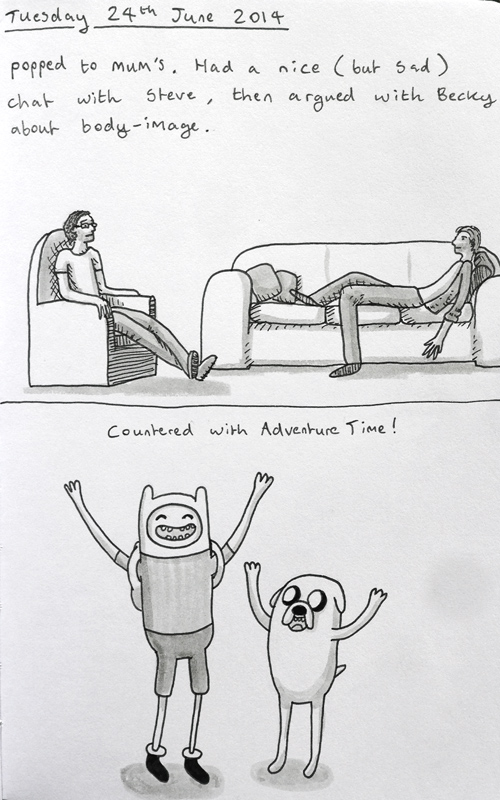 Tuesday 24th June 2014
popped to mum's. Had a nice (but sad)
chat with Steve, then argued with Becky
about body-image.
Countered with Adventure Time!